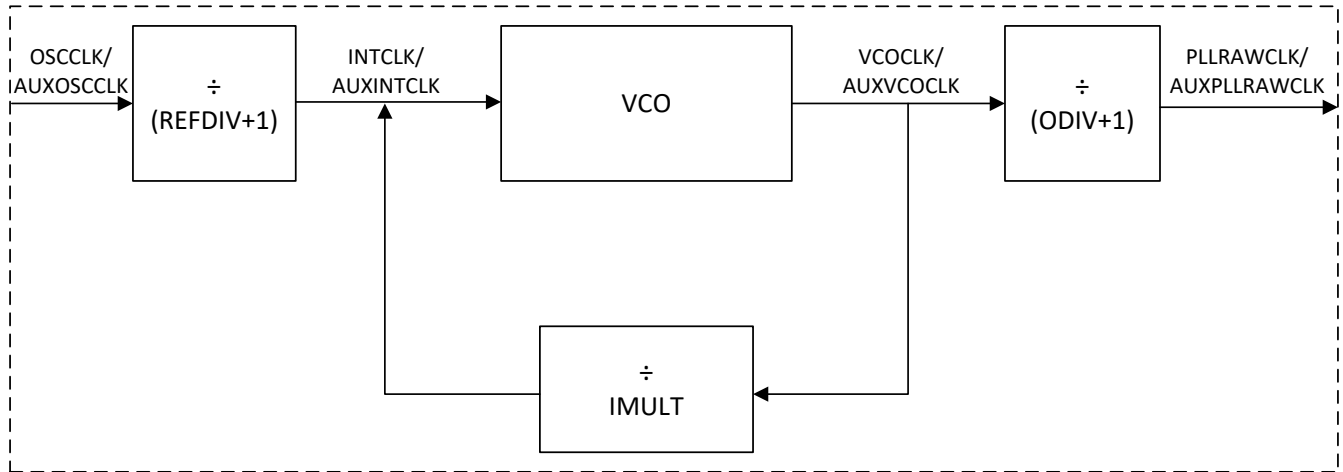 OSCCLK/
AUXOSCCLK
÷
(REFDIV+1)
INTCLK/
AUXINTCLK
VCO
VCOCLK/
AUXVCOCLK
÷
(ODIV+1)
PLLRAWCLK/
AUXPLLRAWCLK
÷
IMULT